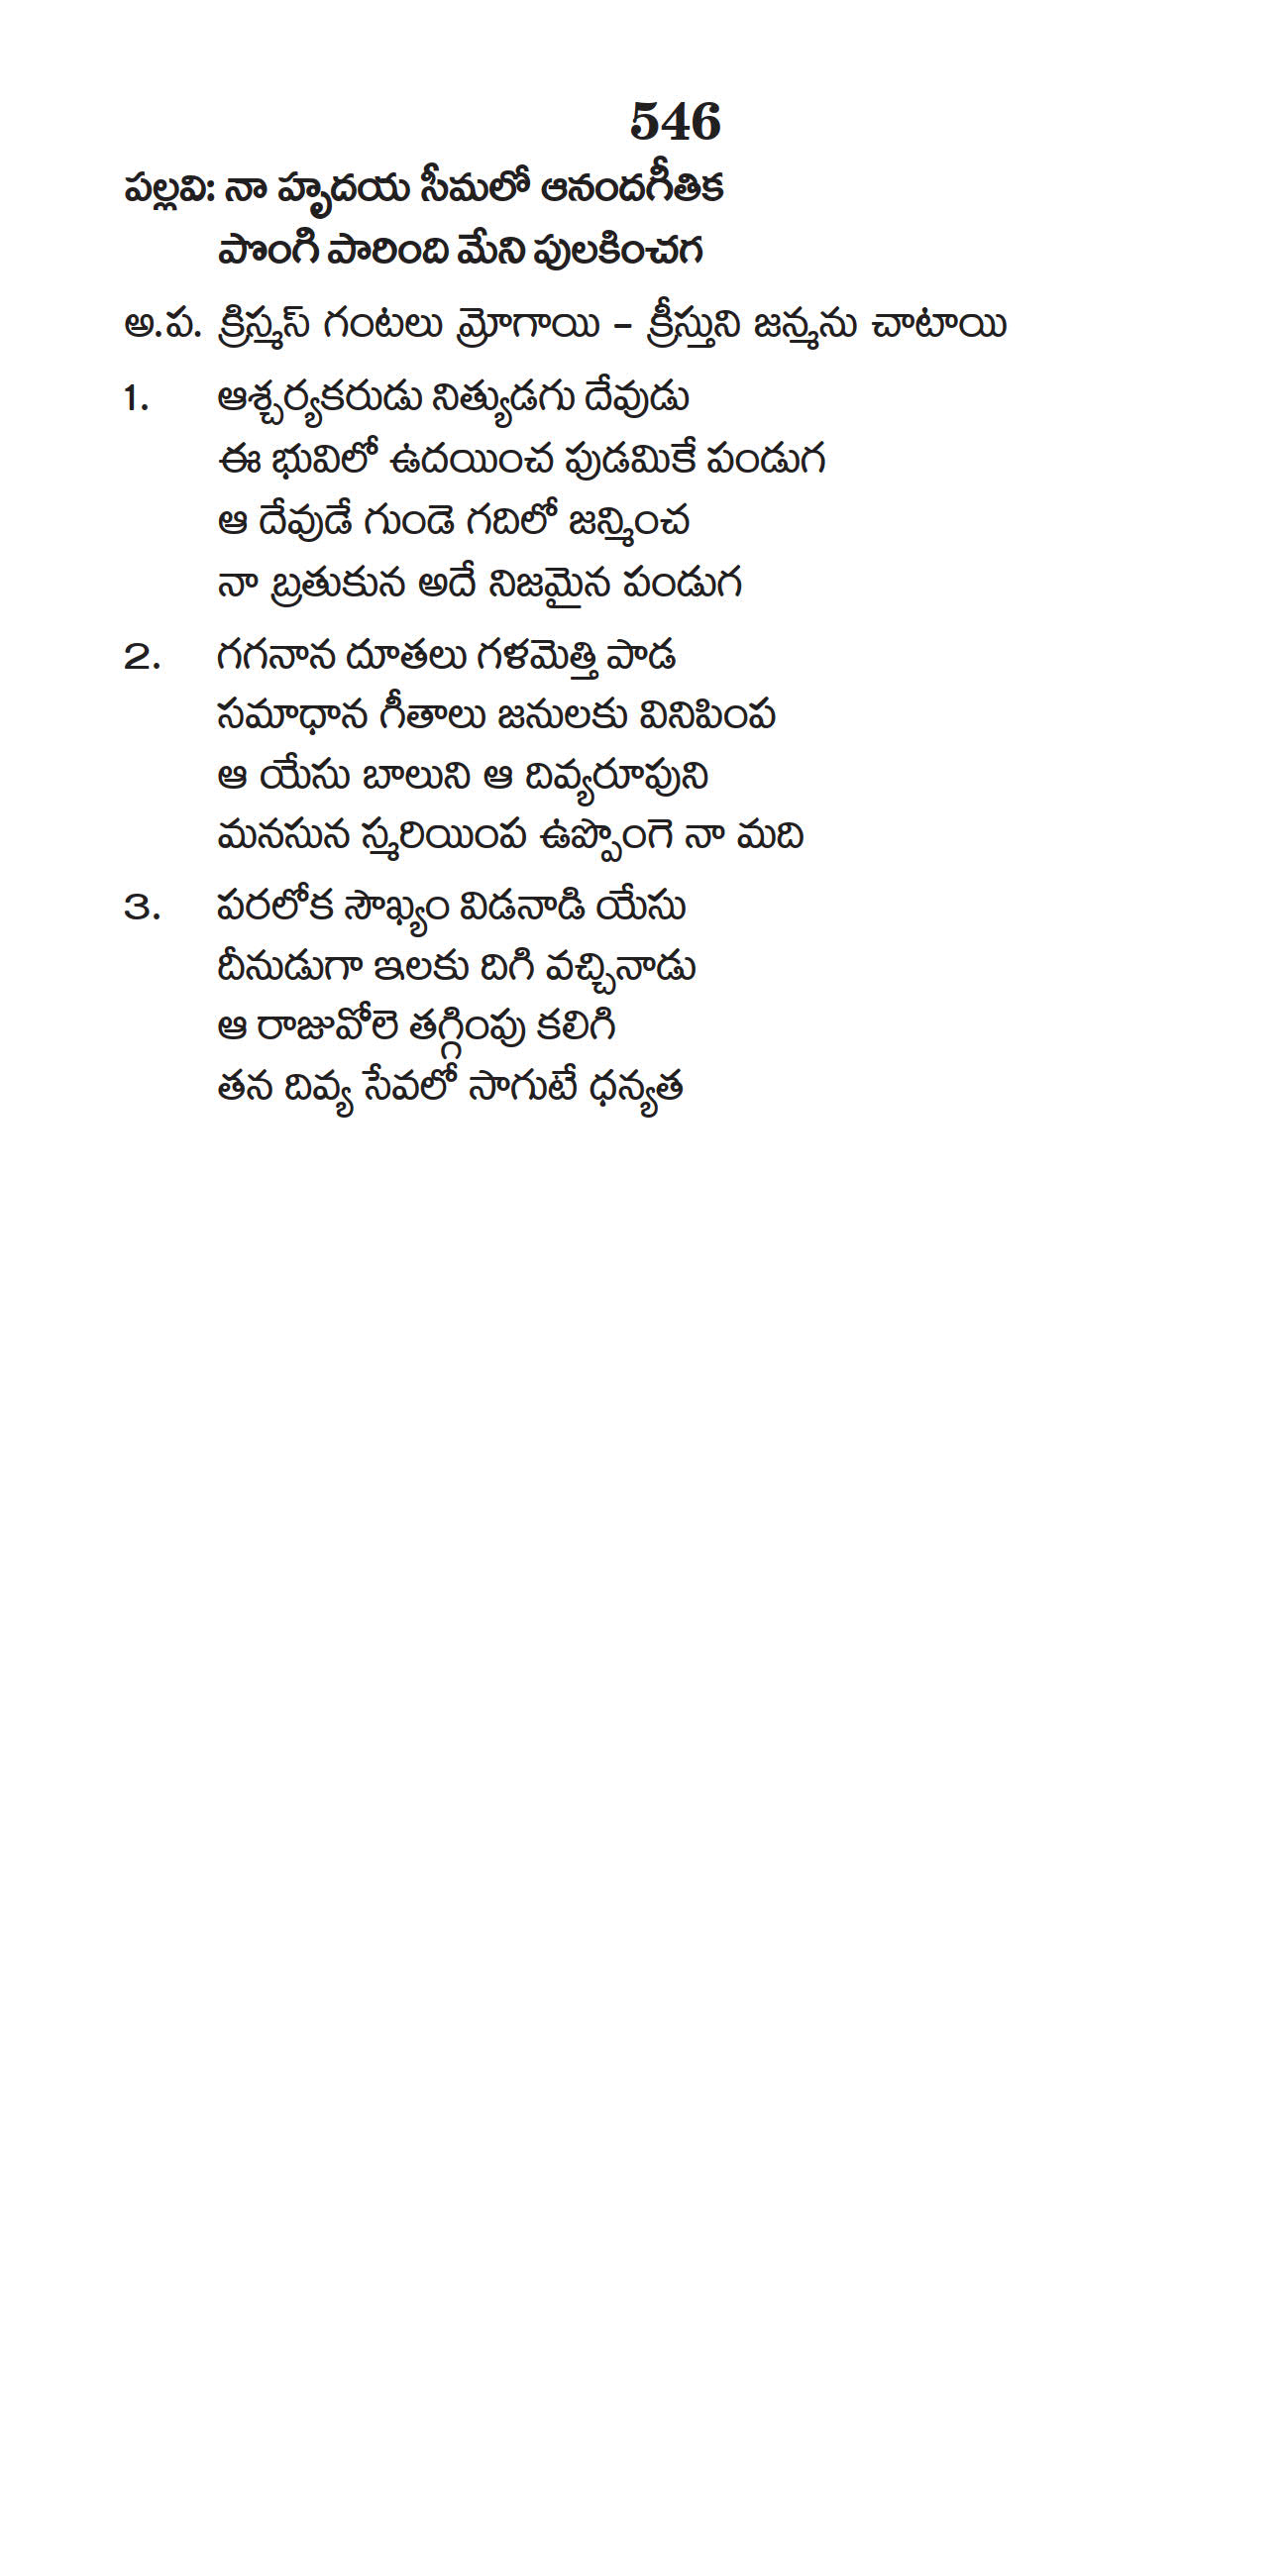 546
పల్లవి: నా హృదయ సీమలో ఆనందగీతిక
పొంగి పారింది మేని పులకించగ
అ.ప. క్రిస్మస్ గంటలు మ్రోగాయి – క్రీస్తుని జన్మను చాటాయి
1. ఆశ్చర్యకరుడు నిత్యుడగు దేవుడు
ఈ భువిలో ఉదయించ పుడమికే పండుగ
ఆ దేవుడే గుండె గదిలో జన్మించ
నా బ్రతుకున అదే నిజమైన పండుగ
2. గగనాన దూతలు గళమెత్తి పాడ
సమాధాన గీతాలు జనులకు వినిపింప
ఆ యేసు బాలుని ఆ దివ్యరూపుని
మనసున స్మరియింప ఉప్పొంగె నా మది
3. పరలోక సౌఖ్యం విడనాడి యేసు
దీనుడుగా ఇలకు దిగి వచ్చినాడు
ఆ రాజువోలె తగ్గింపు కలిగి
తన దివ్య సేవలో సాగుటే ధన్యత